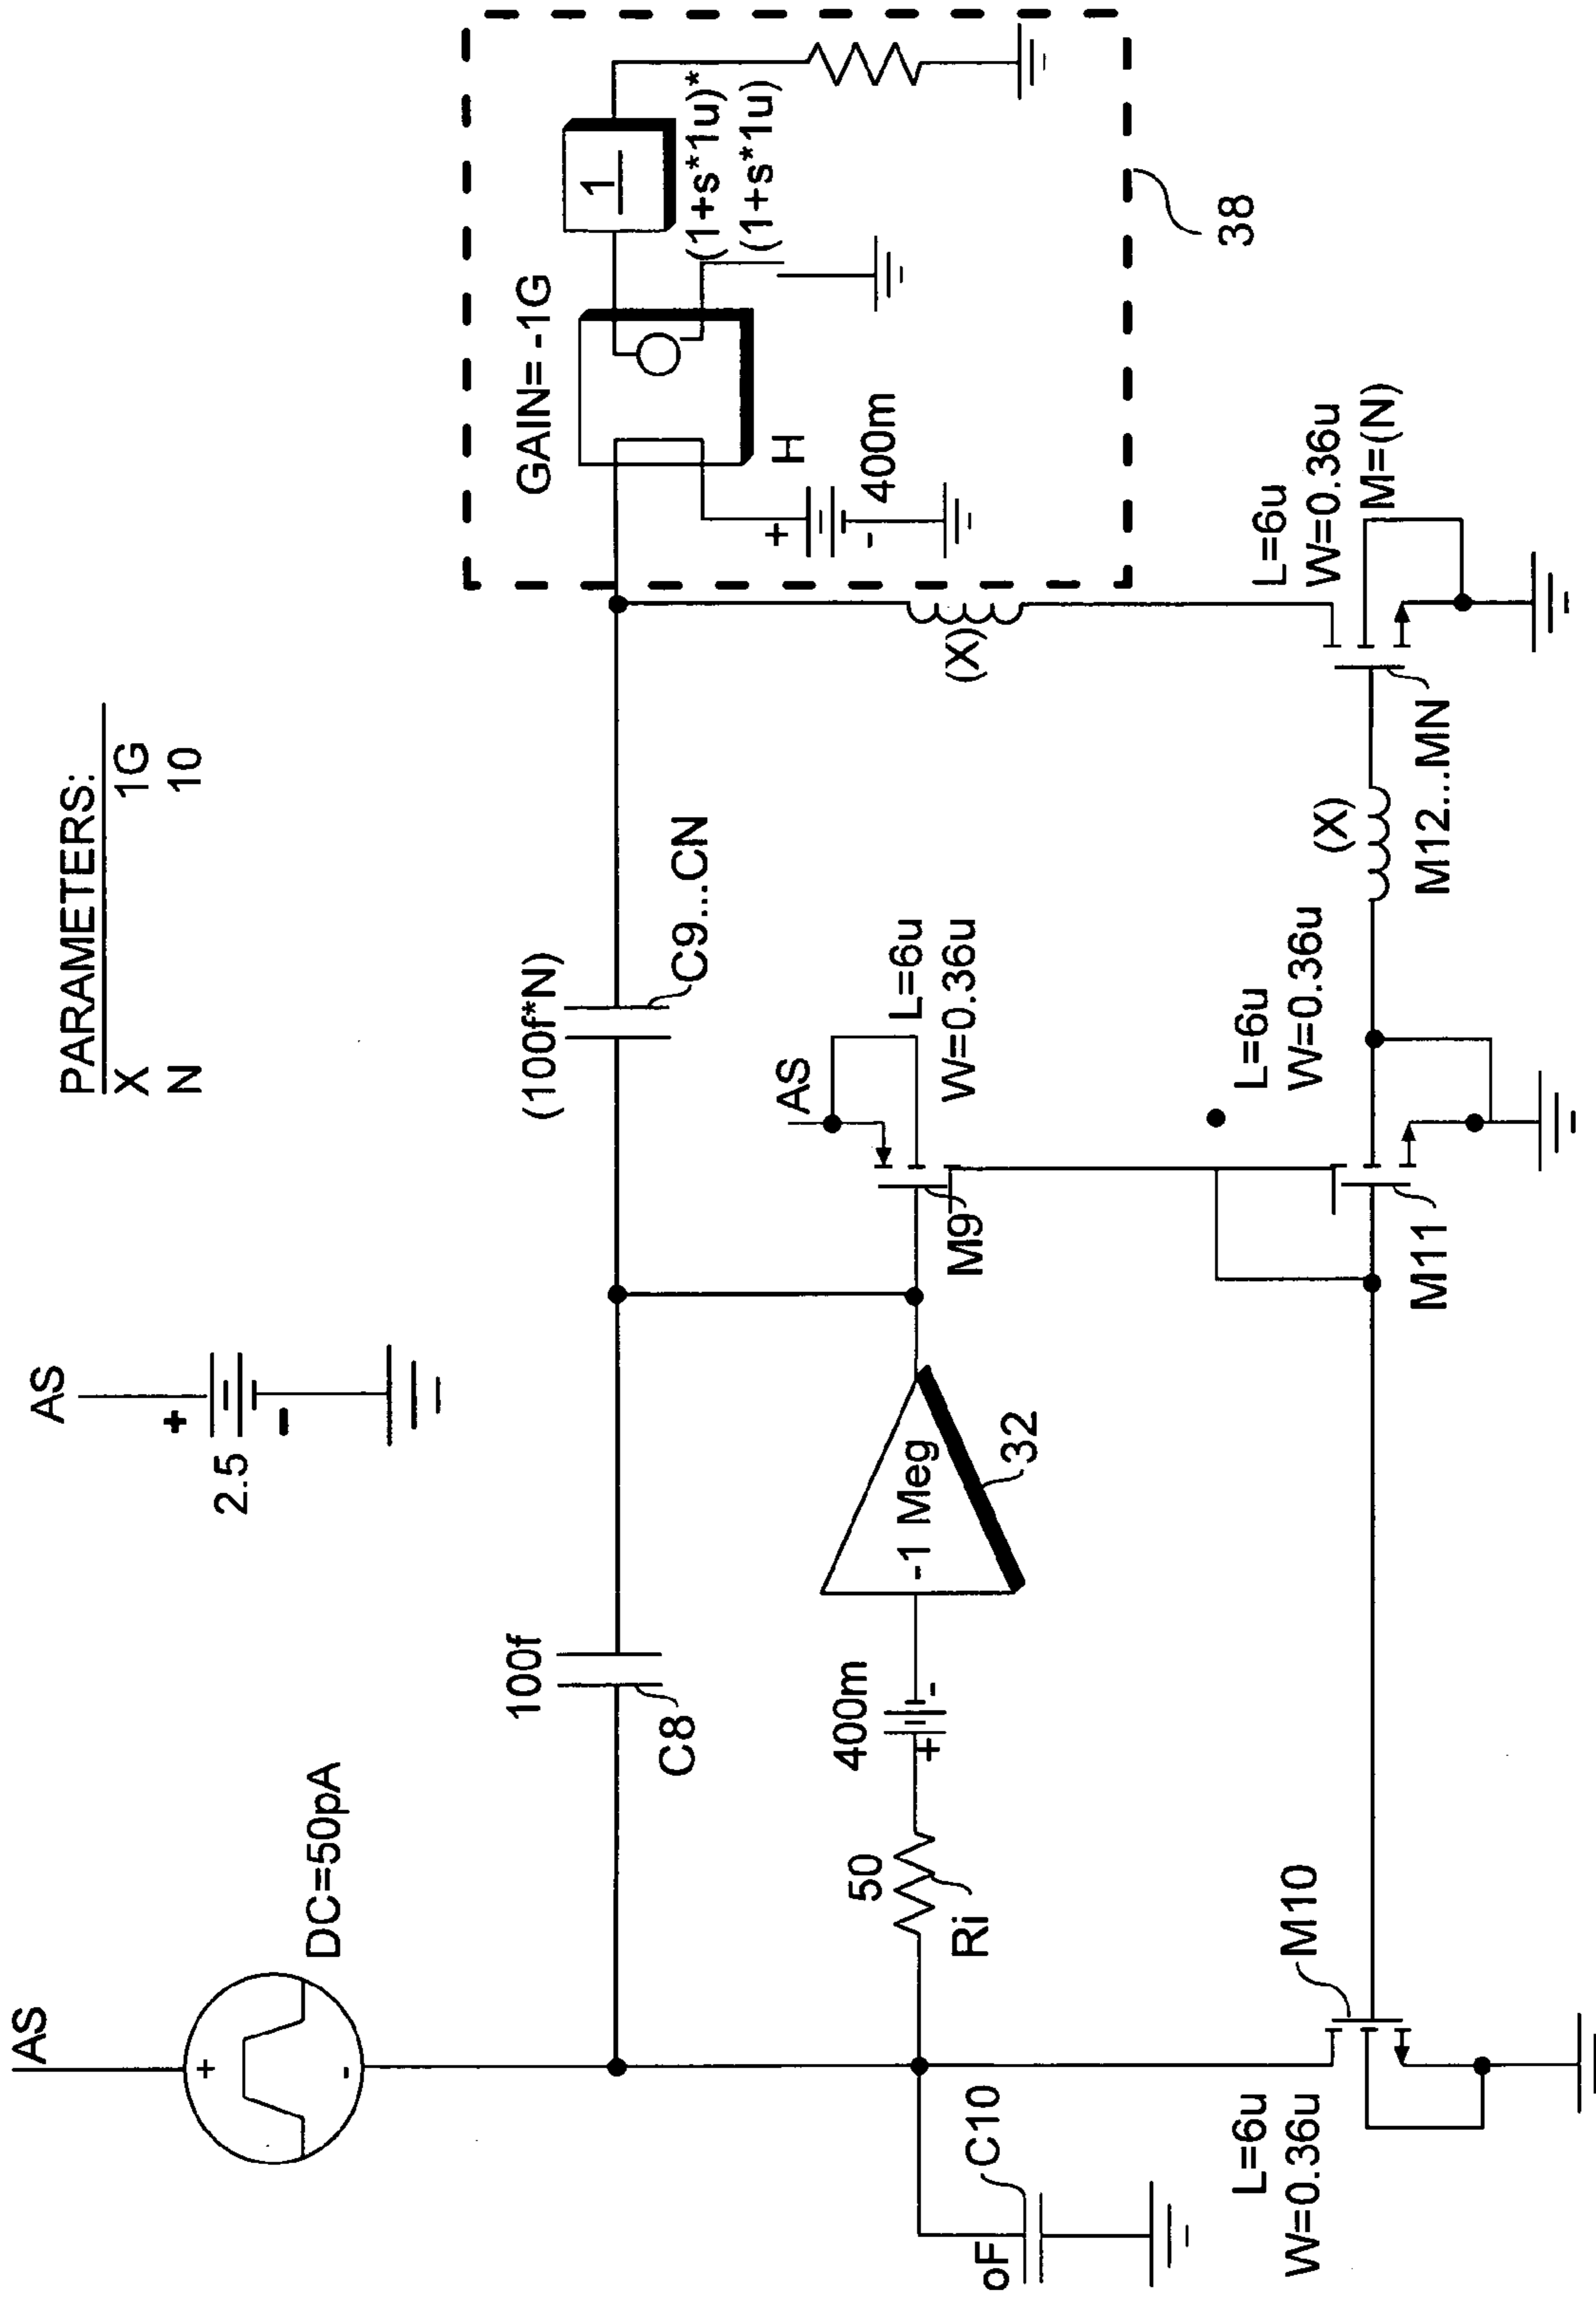 PARAMETERS:
X 1G
N 10
AS
+
2.5
-
AS
+
-
DC=50pA
100f
C8
(100f*N)
C9...CN
GAIN= -1G
H
+
-
400m
1
(1+s*1u)*
(1+s*1u)
38
50
Ri
400m
+
-
-1 Meg
32
AS
L=6u
W=0.36u
M9
(X)
oF
C10
L=6u
W=0.36u
M10
L=6u
W=0.36u
M11
(X)
M12...MN
L=6u
W=0.36u
M=(N)